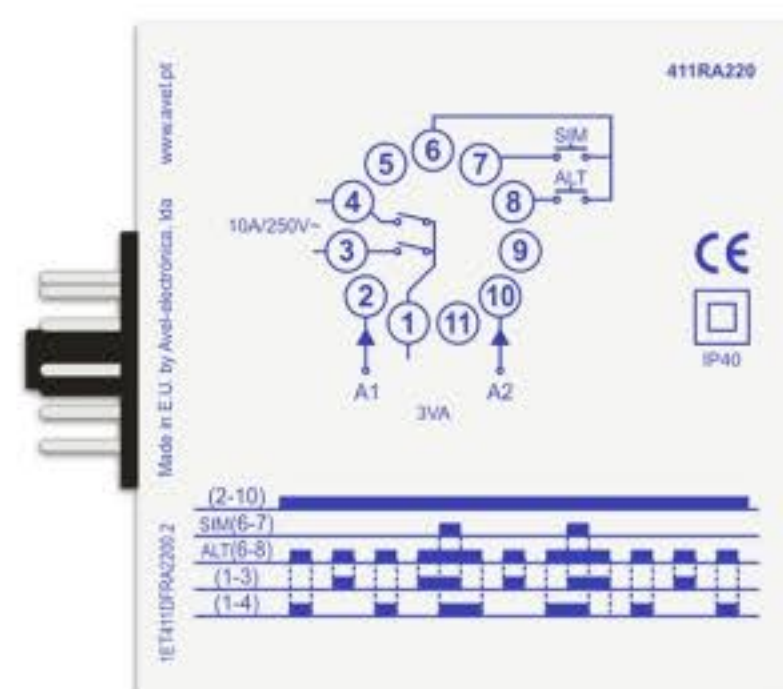 411RA220
www.avel.pt
Made in E.U. by Avel-electrónica, lda
1ET411DFRA2200.2
SIM
ALT
6
5
7
4
8
10A/250V~
3
9
2
10
1
11
A1
A2
3VA
CE
IP40
(2-10)
SIM(6-7)
ALT(6-8)
(1-3)
(1-4)